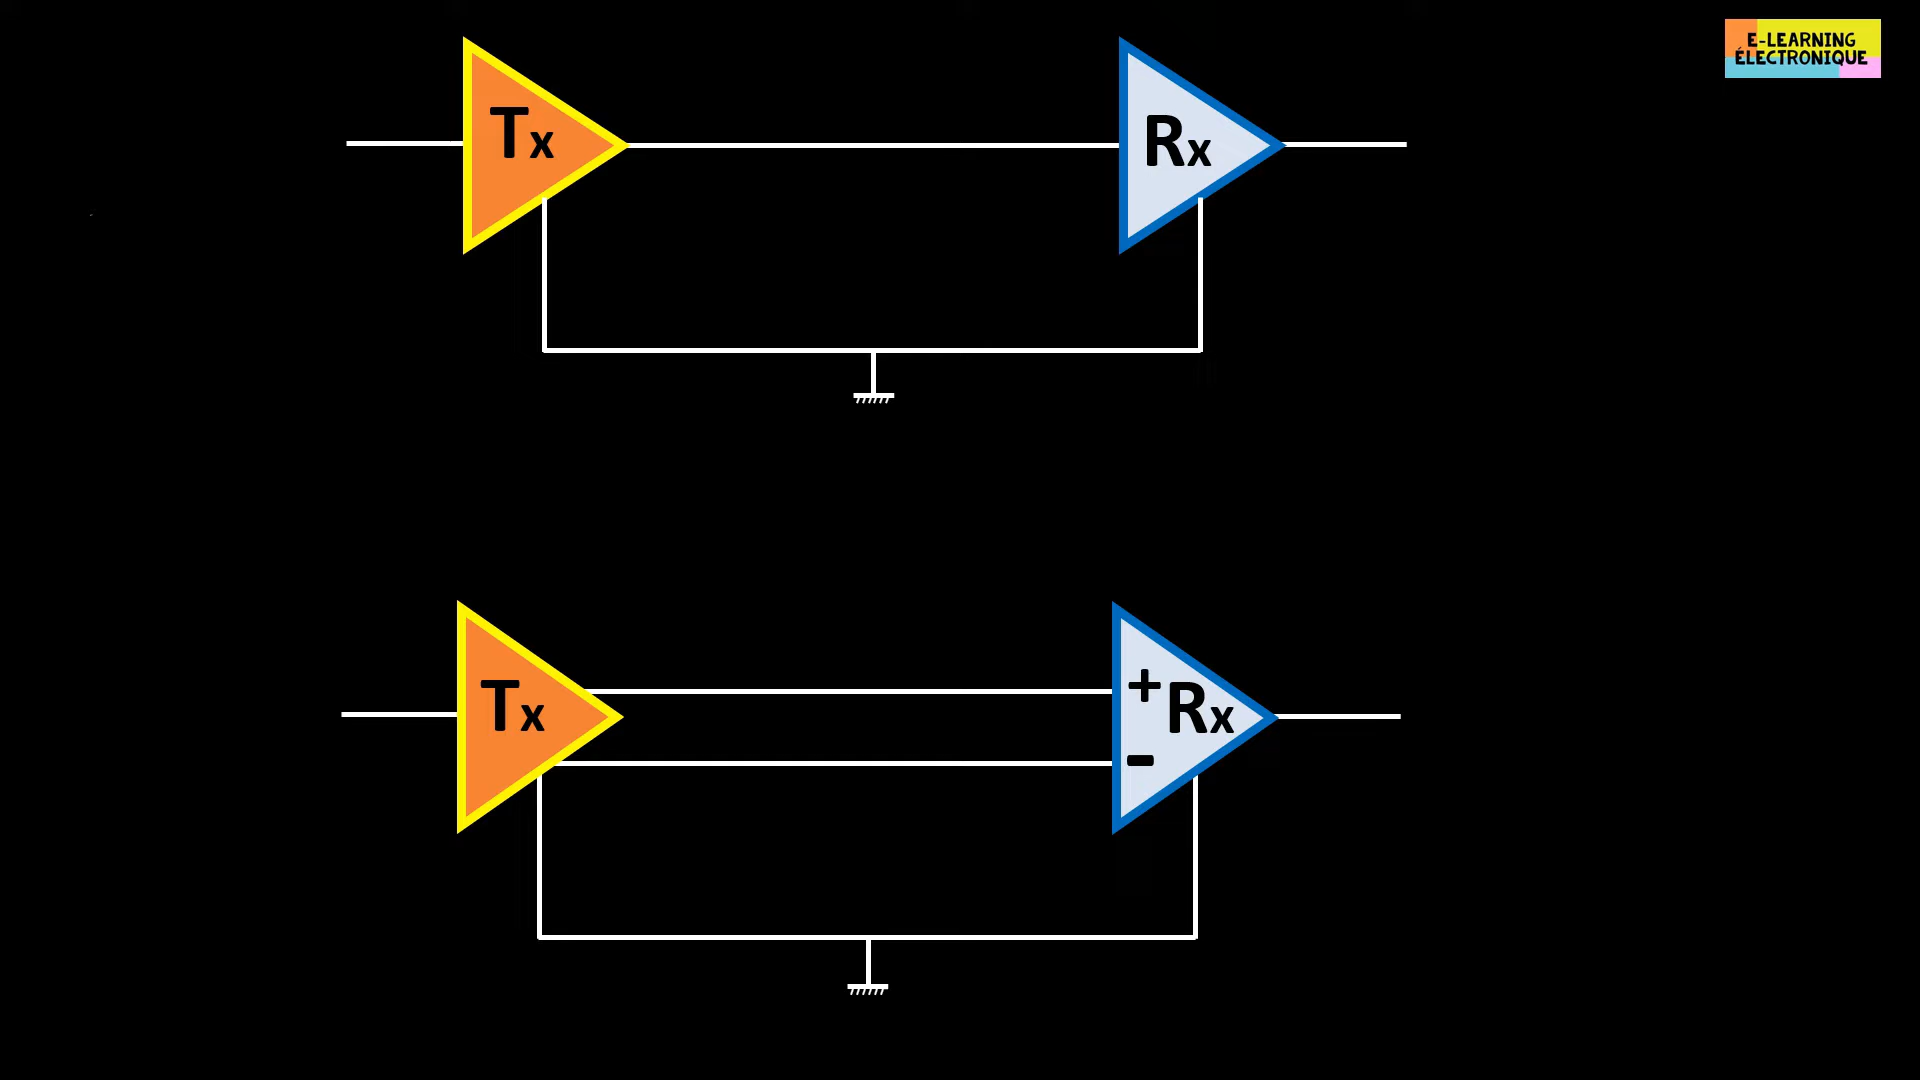 E-LEARNING
ÉLECTRONIQUE
Tx
Rx
Tx
+
Rx
-